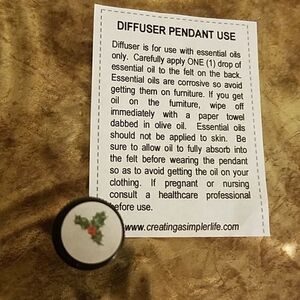 DIFFUSER PENDANT USE
Diffuser is for use with essential oils
only. Carefully apply ONE (1) drop of
essential oil to the felt on the back.
Essential oils are corrosive so avoid
getting them on furniture. If you get
oil on the furniture, wipe off
immediately with a paper towel
dabbed in olive oil. Essential oils
should not be applied to skin. Be
sure to allow oil to fully absorb into
the felt before wearing the pendant
so as to avoid getting the oil on your
clothing. If pregnant or nursing
consult a healthcare professional
before use.
www.creatingasimplerlife.com